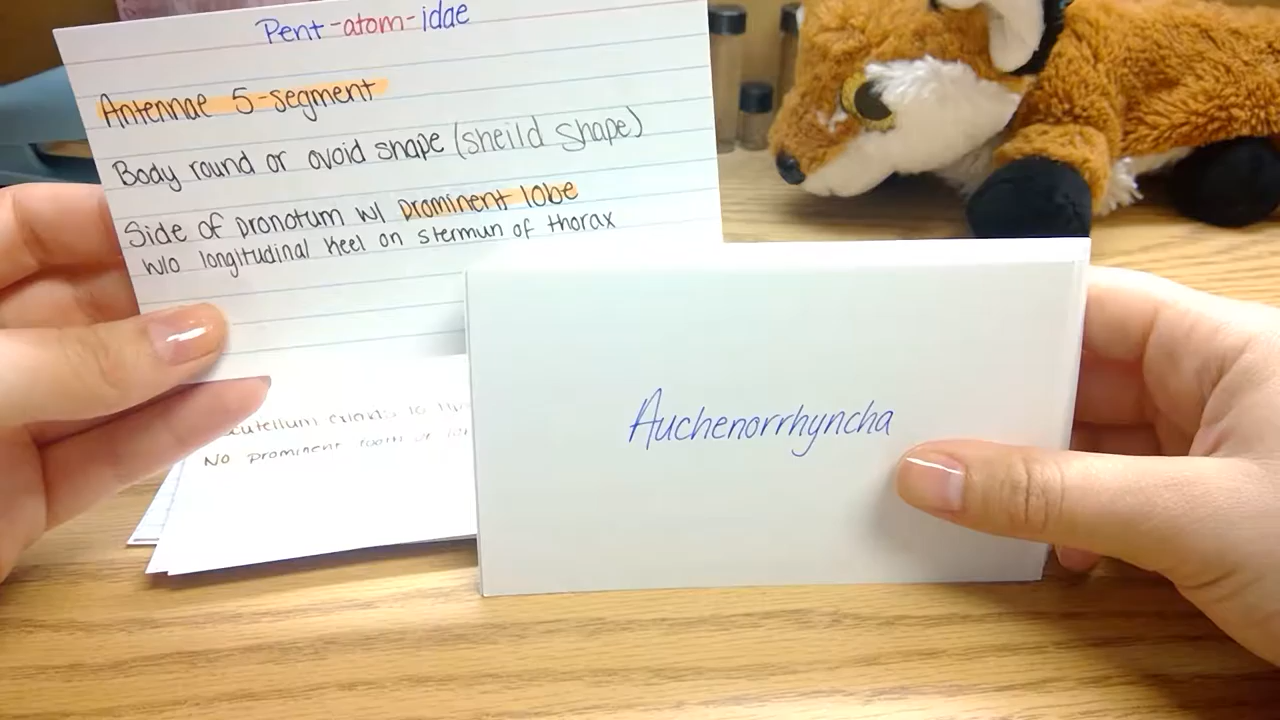 Pent-atom-idae
Antennae 5-segment
Body round or ovoid shape (sheild shape)
Side of pronotum w/ prominent lobe
w/o longitudinal keel on stermun of thorax
No prominent
Auchenorrhyncha